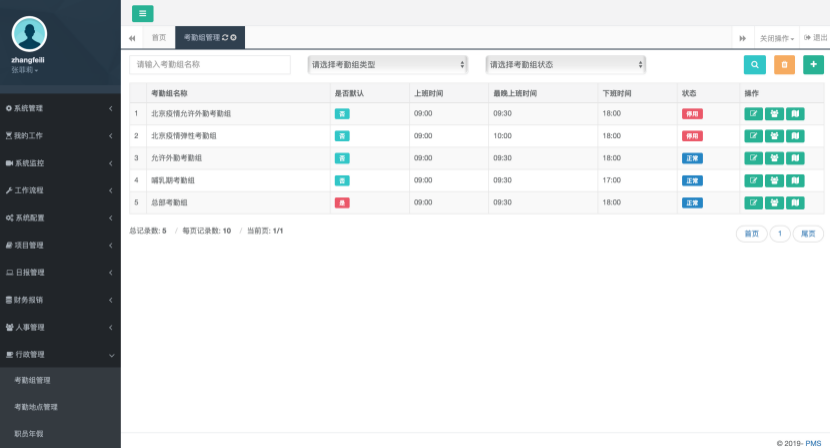 zhangfeili
张菲莉
系统管理
我的工作
系统监控
工作流程
系统配置
项目管理
日报管理
财务报销
人事管理
行政管理
考勤组管理
考勤地点管理
职员年假
首页
考勤组管理
关闭操作
退出
请输入考勤组名称
请选择考勤组类型
请选择考勤组状态
考勤组名称 是否默认 上班时间 最晚上班时间 下班时间 状态 操作
1 北京疫情允许外勤考勤组 否 09:00 09:30 18:00 停用
2 北京疫情弹性考勤组 否 09:00 10:00 18:00 停用
3 允许外勤考勤组 否 09:00 09:30 18:00 正常
4 哺乳期考勤组 否 09:00 09:30 17:00 正常
5 总部考勤组 是 09:00 09:30 18:00 正常
总记录数: 5 / 每页记录数: 10 / 当前页: 1/1
首页 1 尾页
© 2019- PMS